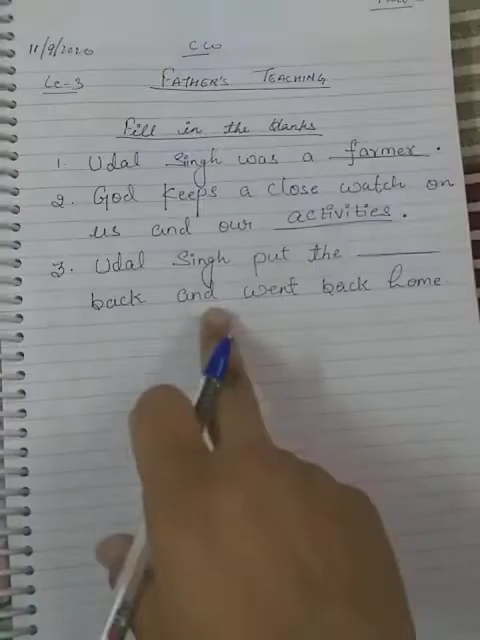 11/9/2020 CW
Le-3 FATHER'S TEACHING
Fill in the blanks
1. Udal Singh was a farmer.
2. God keeps a close watch on
us and our activities.
3. Udal Singh put the ______
back and went back home.